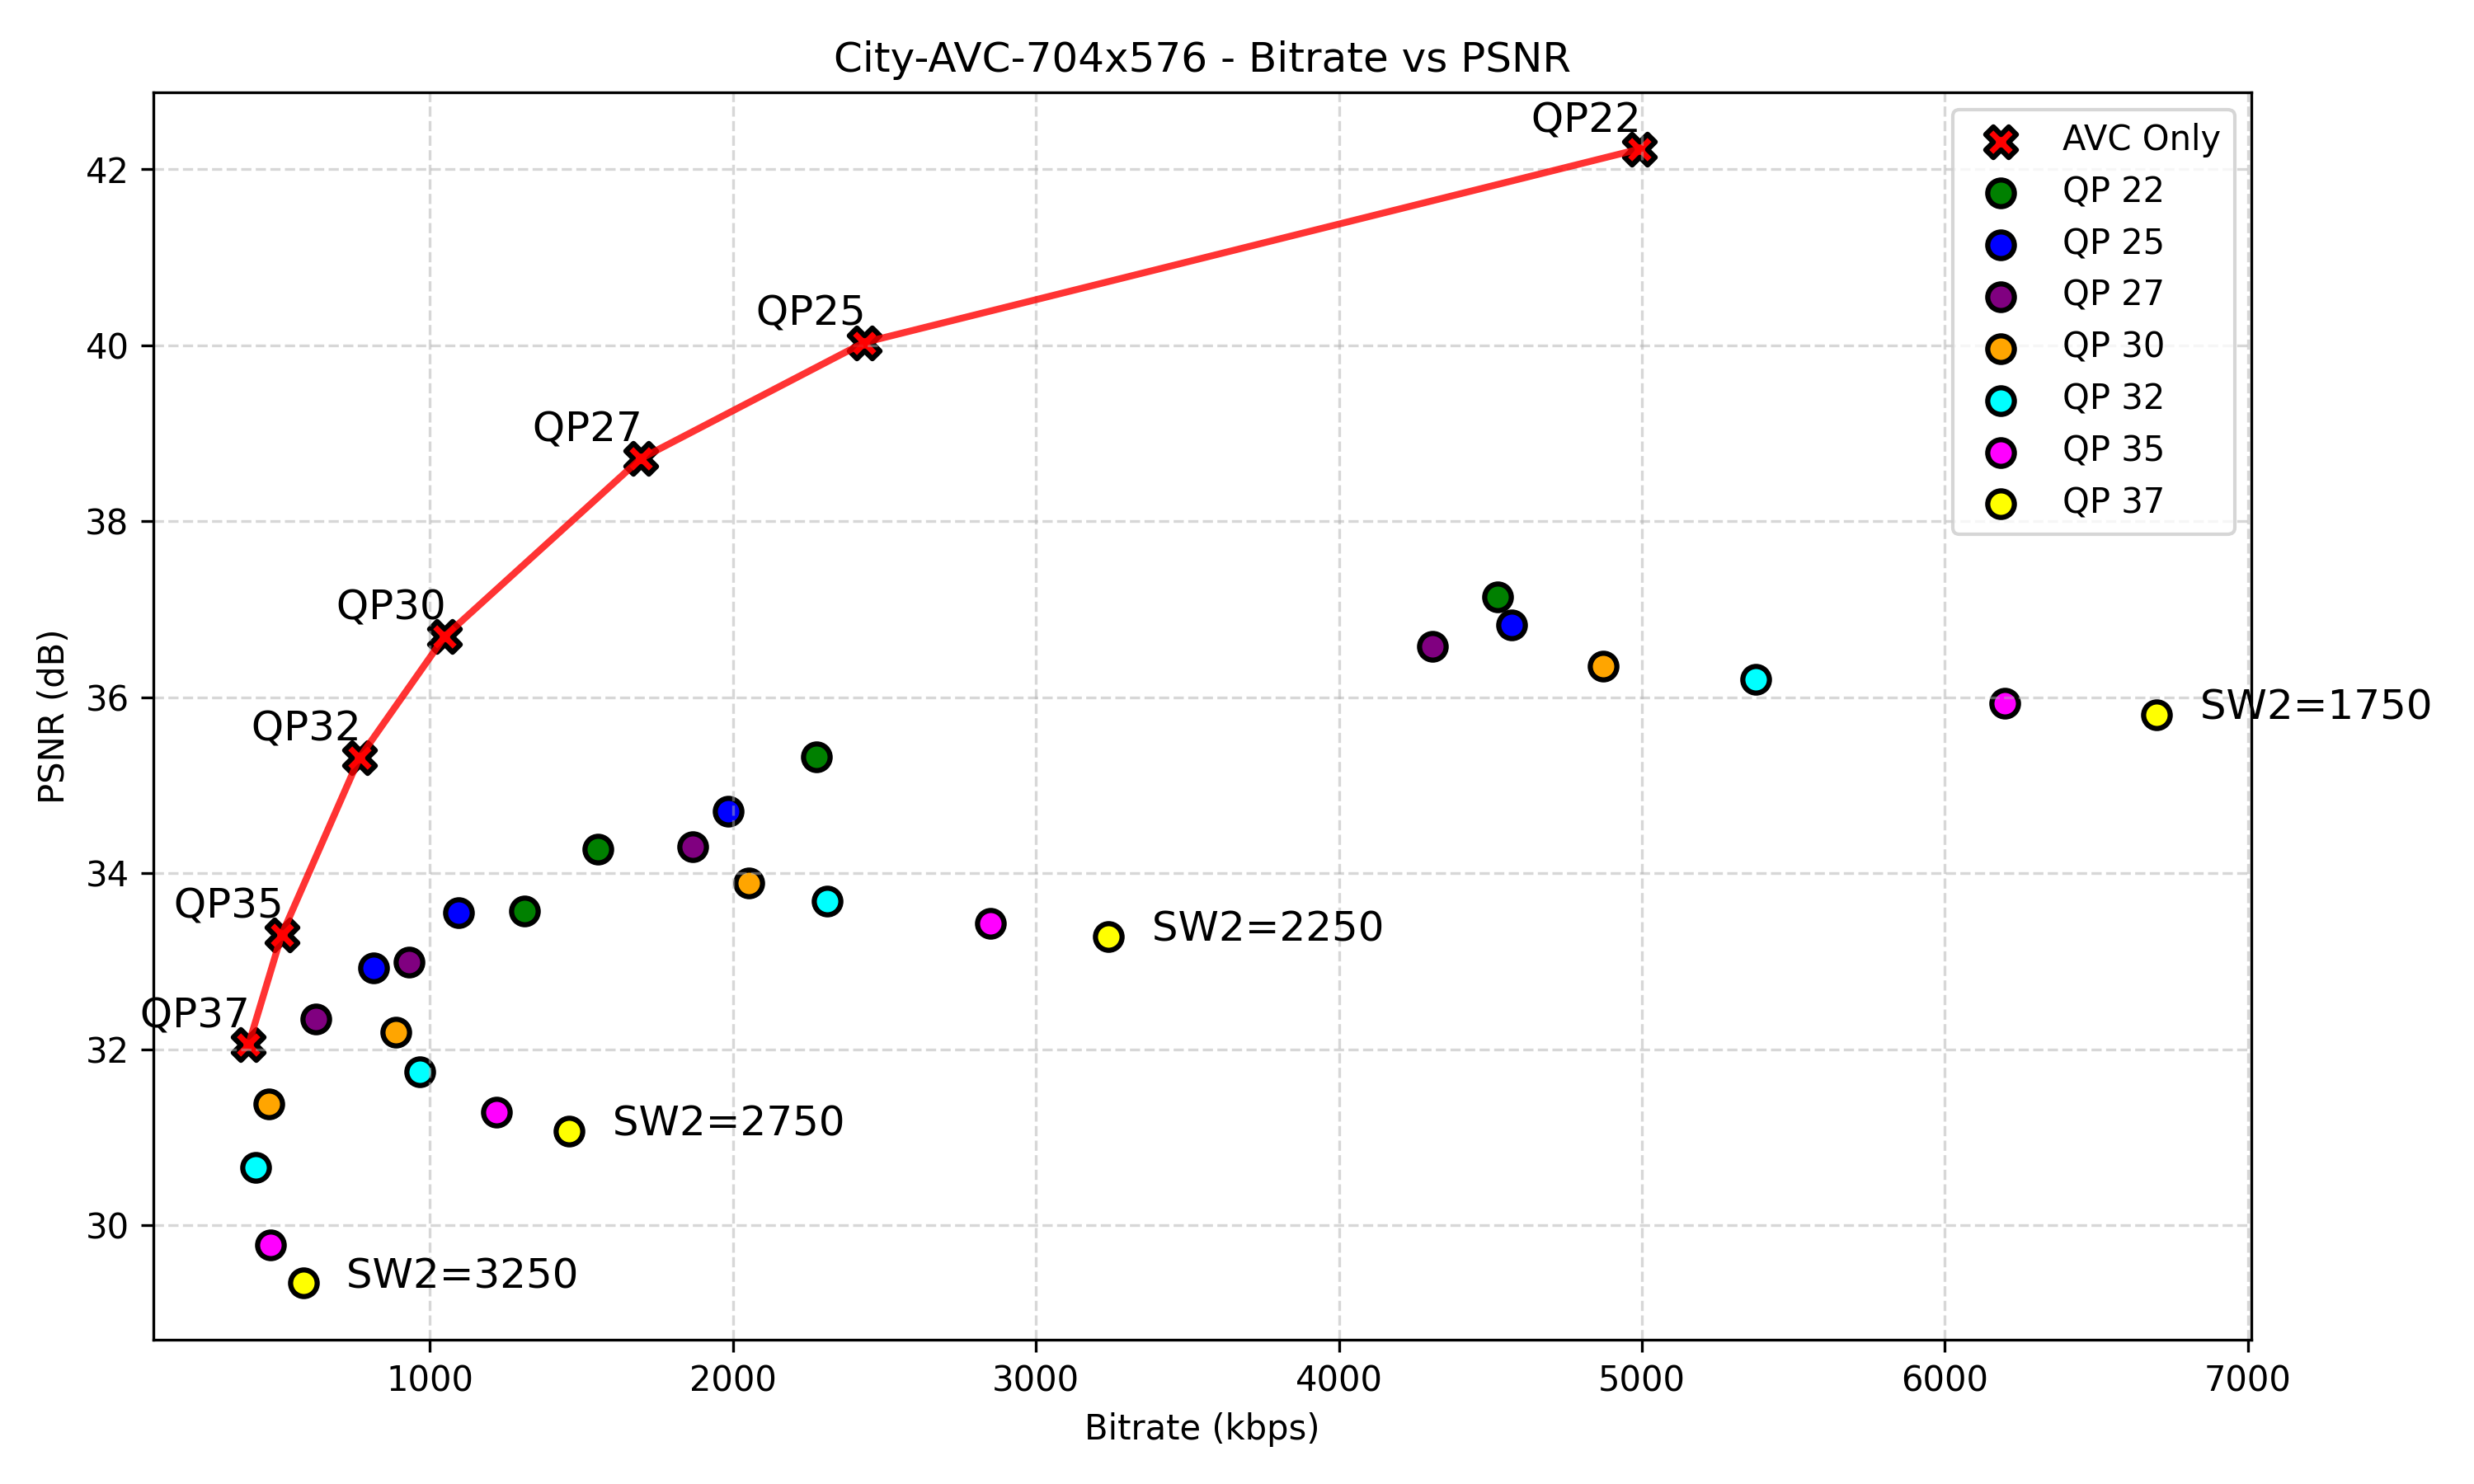 City-AVC-704x576 - Bitrate vs PSNR
QP22
AVC Only
QP 22
QP 25
QP 27
QP 30
QP 32
QP 35
QP 37
QP25
QP27
QP30
QP32
QP35
QP37
SW2=1750
SW2=2250
SW2=2750
SW2=3250
PSNR (dB)
42
40
38
36
34
32
30
1000 2000 3000 4000 5000 6000 7000
Bitrate (kbps)